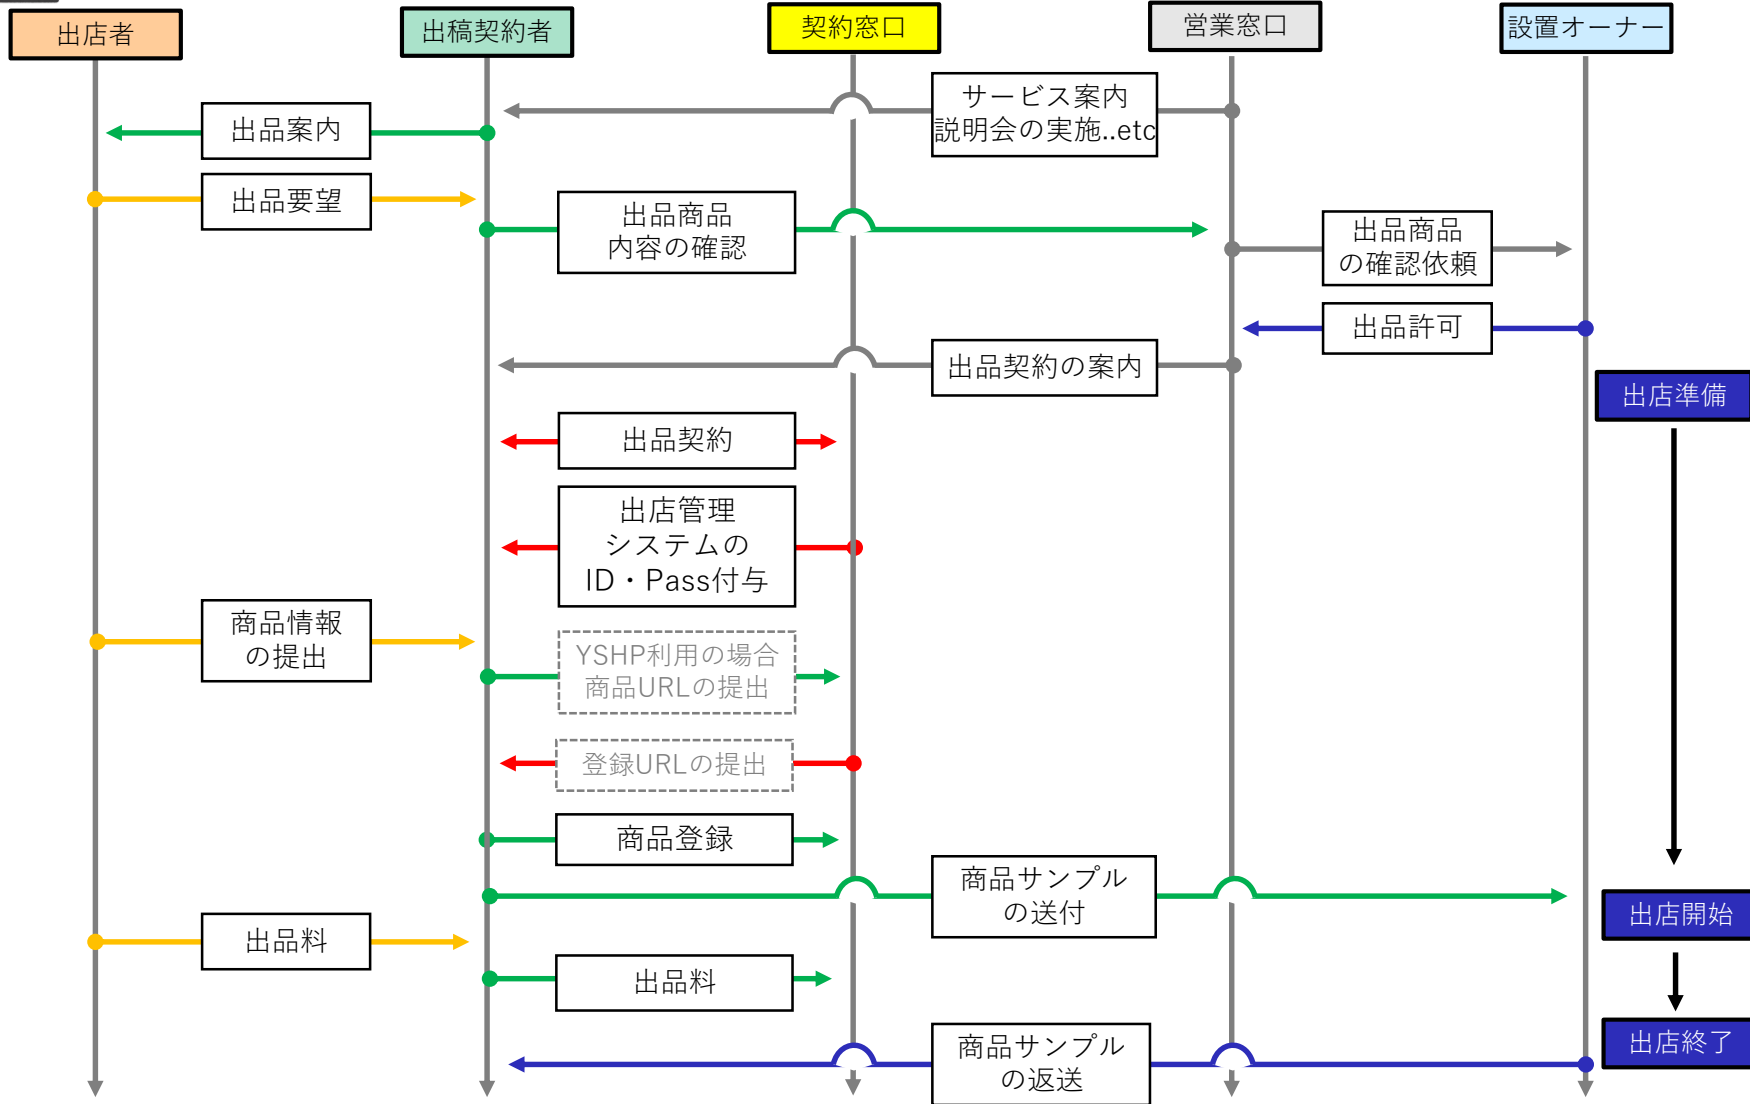 出店者
出稿契約者
契約窓口
営業窓口
設置オーナー
サービス案内
説明会の実施..etc
出品案内
出品要望
出品商品
内容の確認
出品商品
の確認依頼
出品許可
出品契約の案内
出店準備
出品契約
出店管理
システムの
ID・Pass付与
商品情報
の提出
YSHP利用の場合
商品URLの提出
登録URLの提出
商品登録
商品サンプル
の送付
出店開始
出品料
出品料
商品サンプル
の返送
出店終了